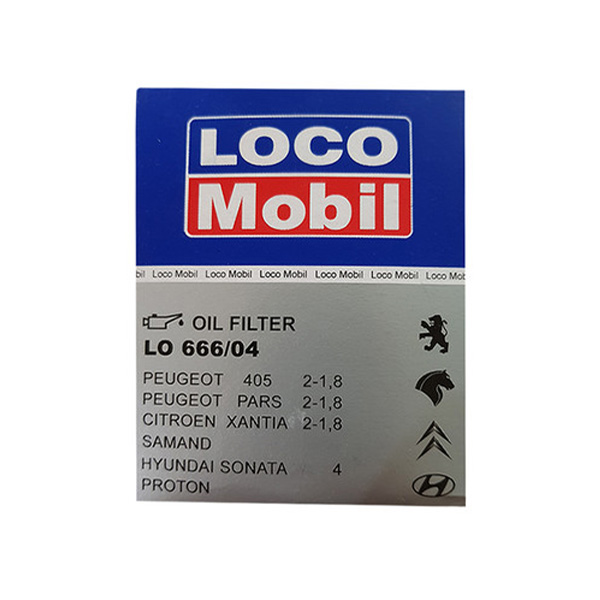 LOCO
Mobil
bil Loco Mobil Loco Mobil Loco Mobil Loco Mobil Loco Mobil Loco Mob
OIL FILTER
LO 666/04
PEUGEOT 405 2-1,8
PEUGEOT PARS 2-1,8
CITROEN XANTIA 2-1,8
SAMAND
HYUNDAI SONATA 4
PROTON